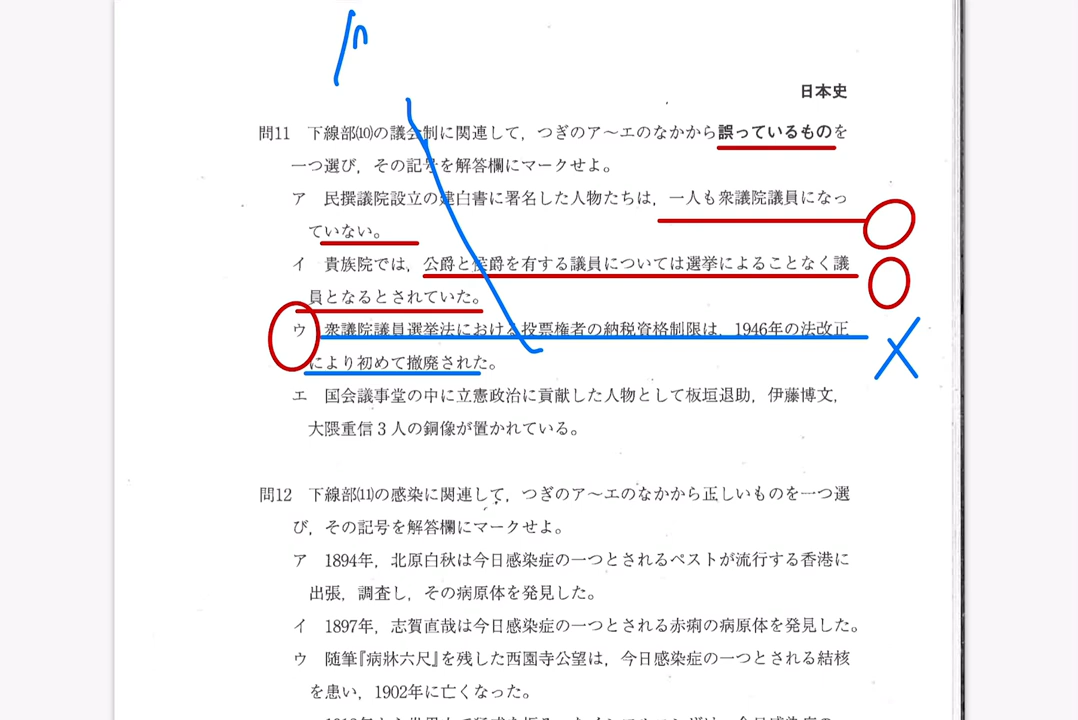 日本史
問11 下線部⑽の議会制に関連して，つぎのア～エのなかから誤っているものを
一つ選び，その記号を解答欄にマークせよ。
ア 民撰議院設立の建白書に署名した人物たちは，一人も衆議院議員になっ
ていない。
イ 貴族院では，公爵と侯爵を有する議員については選挙によることなく議
員となるとされていた。
ウ 衆議院議員選挙法における投票権者の納税資格制限は，1946年の法改正
により初めて撤廃された。
エ 国会議事堂の中に立憲政治に貢献した人物として板垣退助，伊藤博文，
大隈重信3人の銅像が置かれている。
問12 下線部⑾の感染に関連して，つぎのア～エのなかから正しいものを一つ選
び，その記号を解答欄にマークせよ。
ア 1894年，北原白秋は今日感染症の一つとされるペストが流行する香港に
出張，調査し，その病原体を発見した。
イ 1897年，志賀直哉は今日感染症の一つとされる赤痢の病原体を発見した。
ウ 随筆『病牀六尺』を残した西園寺公望は，今日感染症の一つとされる結核
を患い，1902年に亡くなった。